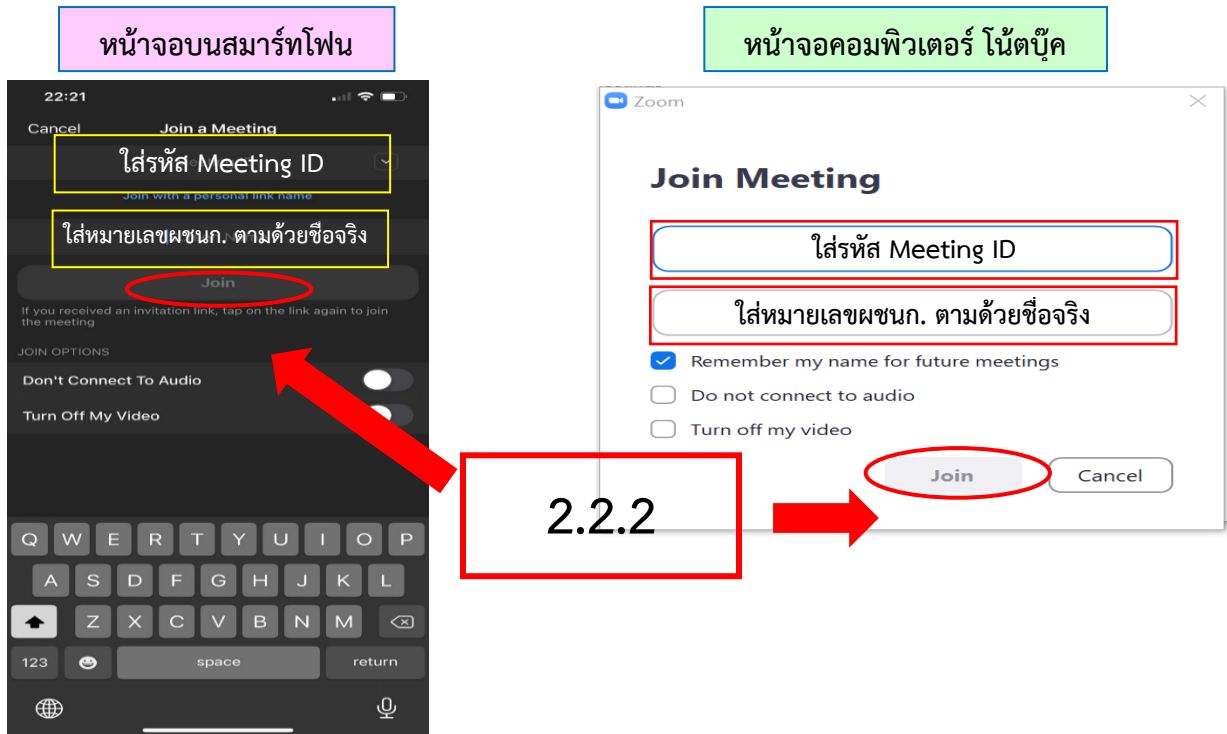 หน้าจอบนสมาร์ทโฟน
22:21
Cancel
Join a Meeting
ใส่รหัส Meeting ID
Join with a personal link name
ใส่หมายเลขผชนก. ตามด้วยชื่อจริง
Join
If you received an invitation link, tap on the link again to join
the meeting
JOIN OPTIONS
Don't Connect To Audio
Turn Off My Video
Q W E R T Y U I O P
A S D F G H J K L
Z X C V B N M
123
space
return
2.2.2
หน้าจอคอมพิวเตอร์ โน้ตบุ๊ค
Zoom
Join Meeting
ใส่รหัส Meeting ID
ใส่หมายเลขผชนก. ตามด้วยชื่อจริง
Remember my name for future meetings
Do not connect to audio
Turn off my video
Join
Cancel